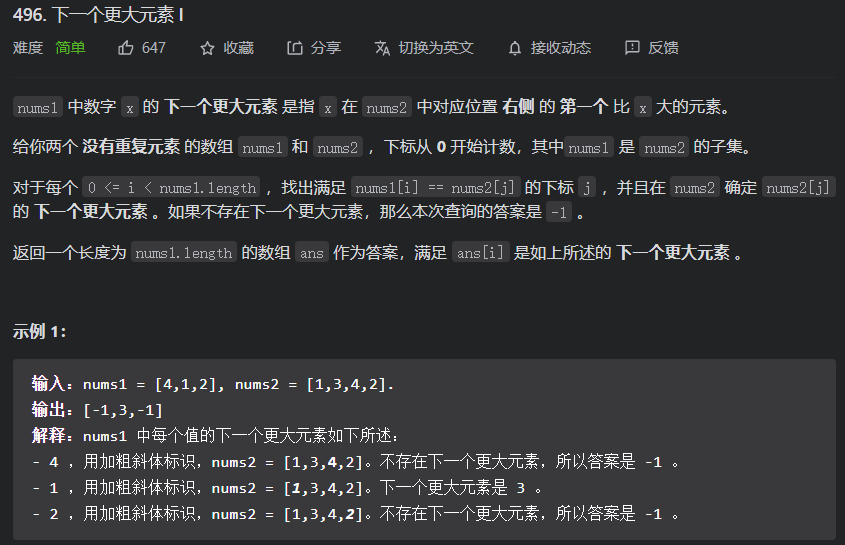 496. 下一个更大元素 I
难度 简单 647 收藏 分享 切换为英文 接收动态 反馈
nums1 中数字 x 的 下一个更大元素 是指 x 在 nums2 中对应位置 右侧 的 第一个 比 x 大的元素。
给你两个 没有重复元素 的数组 nums1 和 nums2 ，下标从 0 开始计数，其中nums1 是 nums2 的子集。
对于每个 0 <= i < nums1.length ，找出满足 nums1[i] == nums2[j] 的下标 j ，并且在 nums2 确定 nums2[j]
的 下一个更大元素 。如果不存在下一个更大元素，那么本次查询的答案是 -1 。
返回一个长度为 nums1.length 的数组 ans 作为答案，满足 ans[i] 是如上所述的 下一个更大元素 。
示例 1：
输入：nums1 = [4,1,2], nums2 = [1,3,4,2].
输出：[-1,3,-1]
解释：nums1 中每个值的下一个更大元素如下所述：
- 4 ，用加粗斜体标识，nums2 = [1,3,4,2]。不存在下一个更大元素，所以答案是 -1 。
- 1 ，用加粗斜体标识，nums2 = [1,3,4,2]。下一个更大元素是 3 。
- 2 ，用加粗斜体标识，nums2 = [1,3,4,2]。不存在下一个更大元素，所以答案是 -1 。